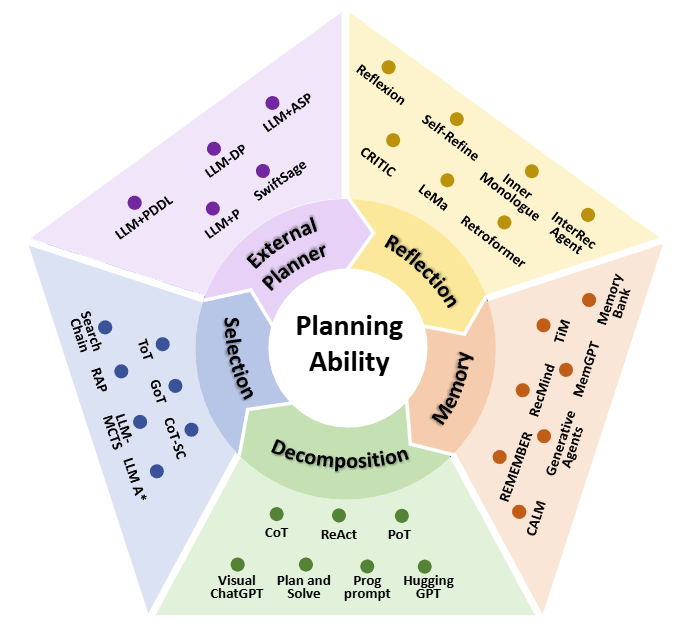 Planning
Ability
External
Planner
LLM+ASP
LLM-DP
SwiftSage
LLM+PDDL
LLM+P
Reflection
Reflexion
Self-Refine
CRITIC
Inner
Monologue
LeMa
InterRec
Agent
Retroformer
Memory
Memory
Bank
TiM
MemGPT
RecMind
Generative
Agents
REMEMBER
CALM
Decomposition
CoT
ReAct
PoT
Visual
ChatGPT
Plan and
Solve
Prog
prompt
Hugging
GPT
Selection
Search
Chain
ToT
RAP
GoT
LLM-
MCTS
CoT-SC
LLM A*